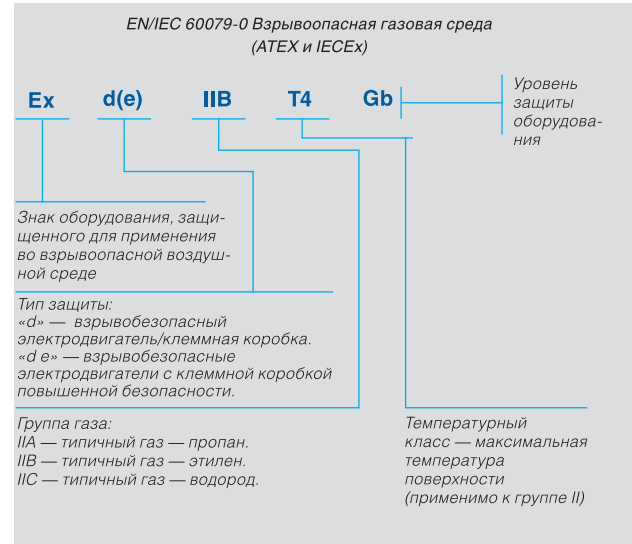 EN/IEC 60079-0 Взрывоопасная газовая среда
(ATEX и IECEx)
Ex d(e) IIB T4 Gb
Уровень
защиты
оборудова-
ния
Знак оборудования, защи-
щенного для применения
во взрывоопасной воздуш-
ной среде
Тип защиты:
«d» — взрывобезопасный
электродвигатель/клеммная коробка.
«d e» — взрывобезопасные
электродвигатели с клеммной коробкой
повышенной безопасности.
Группа газа:
IIA — типичный газ — пропан.
IIB — типичный газ — этилен.
IIC — типичный газ — водород.
Температурный
класс — максимальная
температура
поверхности
(применимо к группе II)